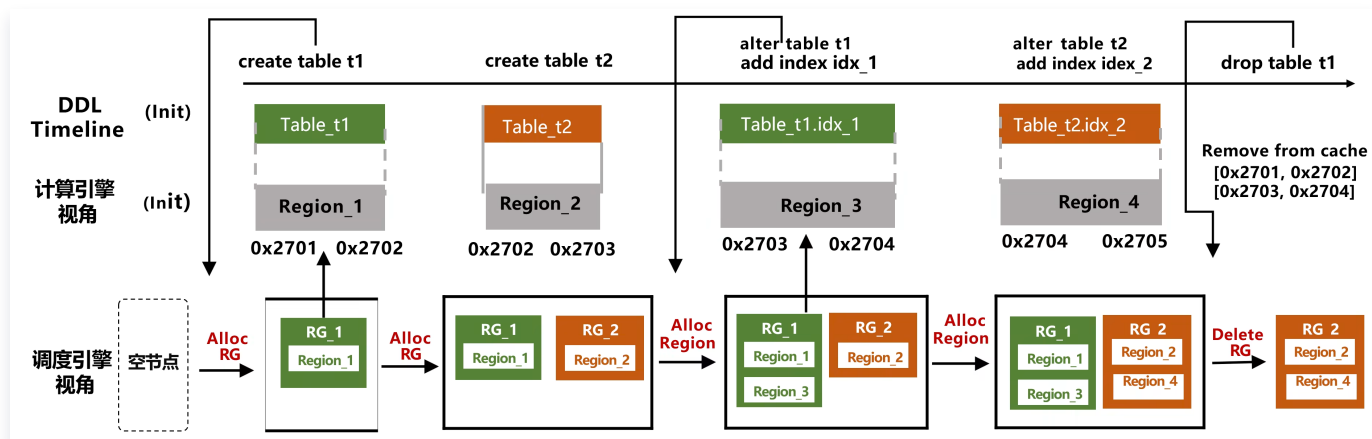 create table t1
create table t2
alter table t1
add index idx_1
alter table t2
add index idex_2
drop table t1
DDL
Timeline
(Init)
Table_t1
Table_t2
Table_t1.idx_1
Table_t2.idx_2
Remove from cache
[0x2701, 0x2702]
[0x2703, 0x2704]
计算引擎
视角
(Init)
Region_1
Region_2
Region_3
Region_4
0x2701 0x2702
0x2702 0x2703
0x2703 0x2704
0x2704 0x2705
调度引擎
视角
空节点
Alloc
RG
RG_1
Region_1
Alloc
RG
RG_1
Region_1
RG_2
Region_2
Alloc
Region
RG_1
Region_1
Region_3
RG_2
Region_2
Alloc
Region
RG_1
Region_1
Region_3
RG_2
Region_2
Region_4
Delete
RG
RG_2
Region_2
Region_4